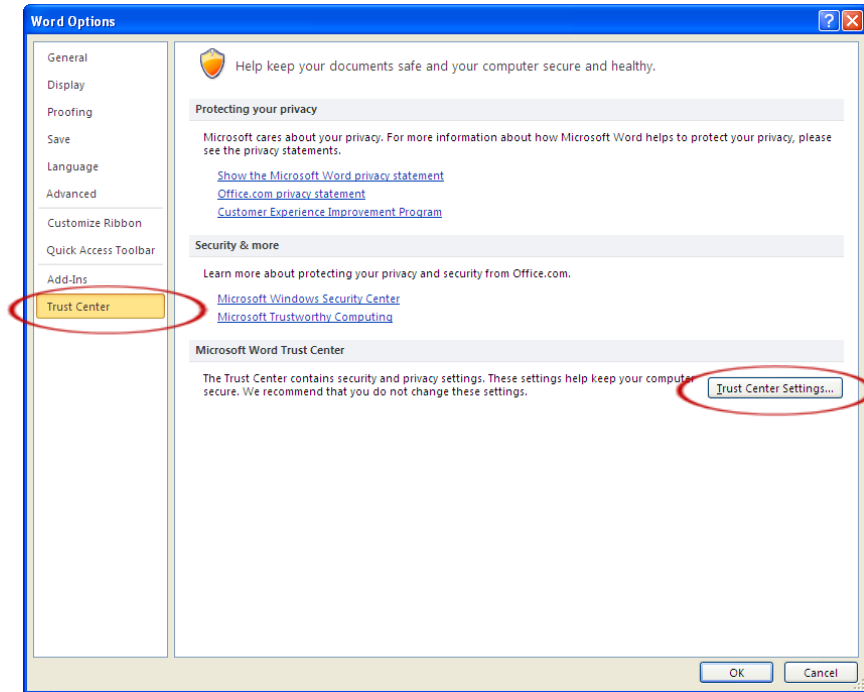 Word Options
General
Display
Proofing
Save
Language
Advanced
Customize Ribbon
Quick Access Toolbar
Add-Ins
Trust Center
Help keep your documents safe and your computer secure and healthy.
Protecting your privacy
Microsoft cares about your privacy. For more information about how Microsoft Word helps to protect your privacy, please
see the privacy statements.
Show the Microsoft Word privacy statement
Office.com privacy statement
Customer Experience Improvement Program
Security & more
Learn more about protecting your privacy and security from Office.com.
Microsoft Windows Security Center
Microsoft Trustworthy Computing
Microsoft Word Trust Center
The Trust Center contains security and privacy settings. These settings help keep your computer
secure. We recommend that you do not change these settings.
Trust Center Settings...
OK
Cancel